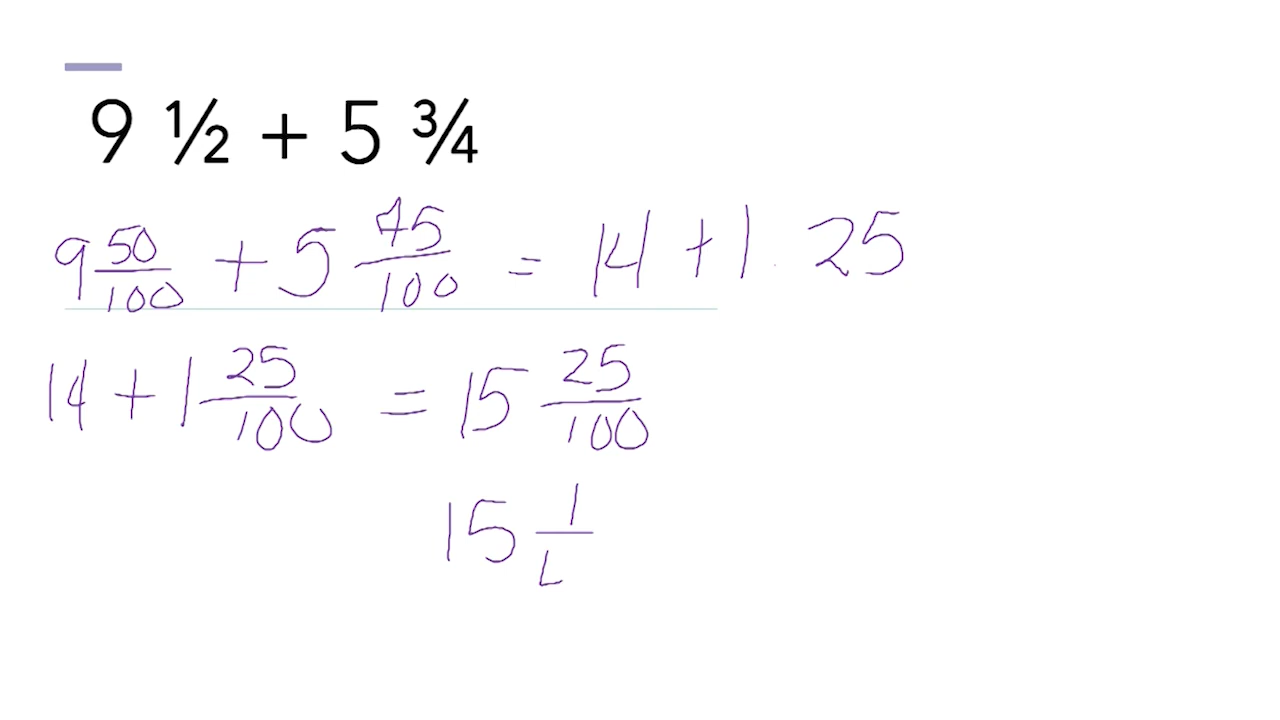 9 ½ + 5 ¾
9 50/100 + 5 75/100 = 14 + 1. 25
14 + 1 25/100 = 15 25/100
15 1/